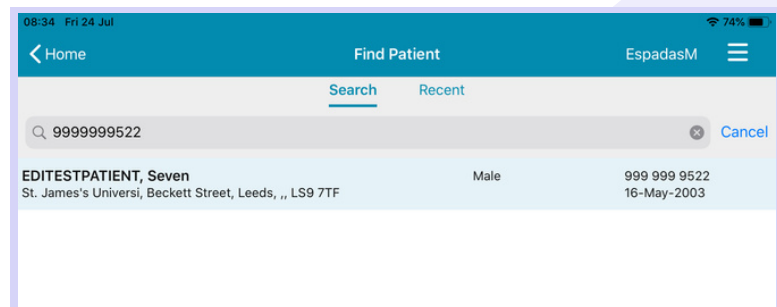 08:34 Fri 24 Jul 74%
Home Find Patient EspadasM
Search Recent
9999999522 Cancel
EDITESTPATIENT, Seven Male 999 999 9522
St. James's Universi, Beckett Street, Leeds, ,, LS9 7TF 16-May-2003